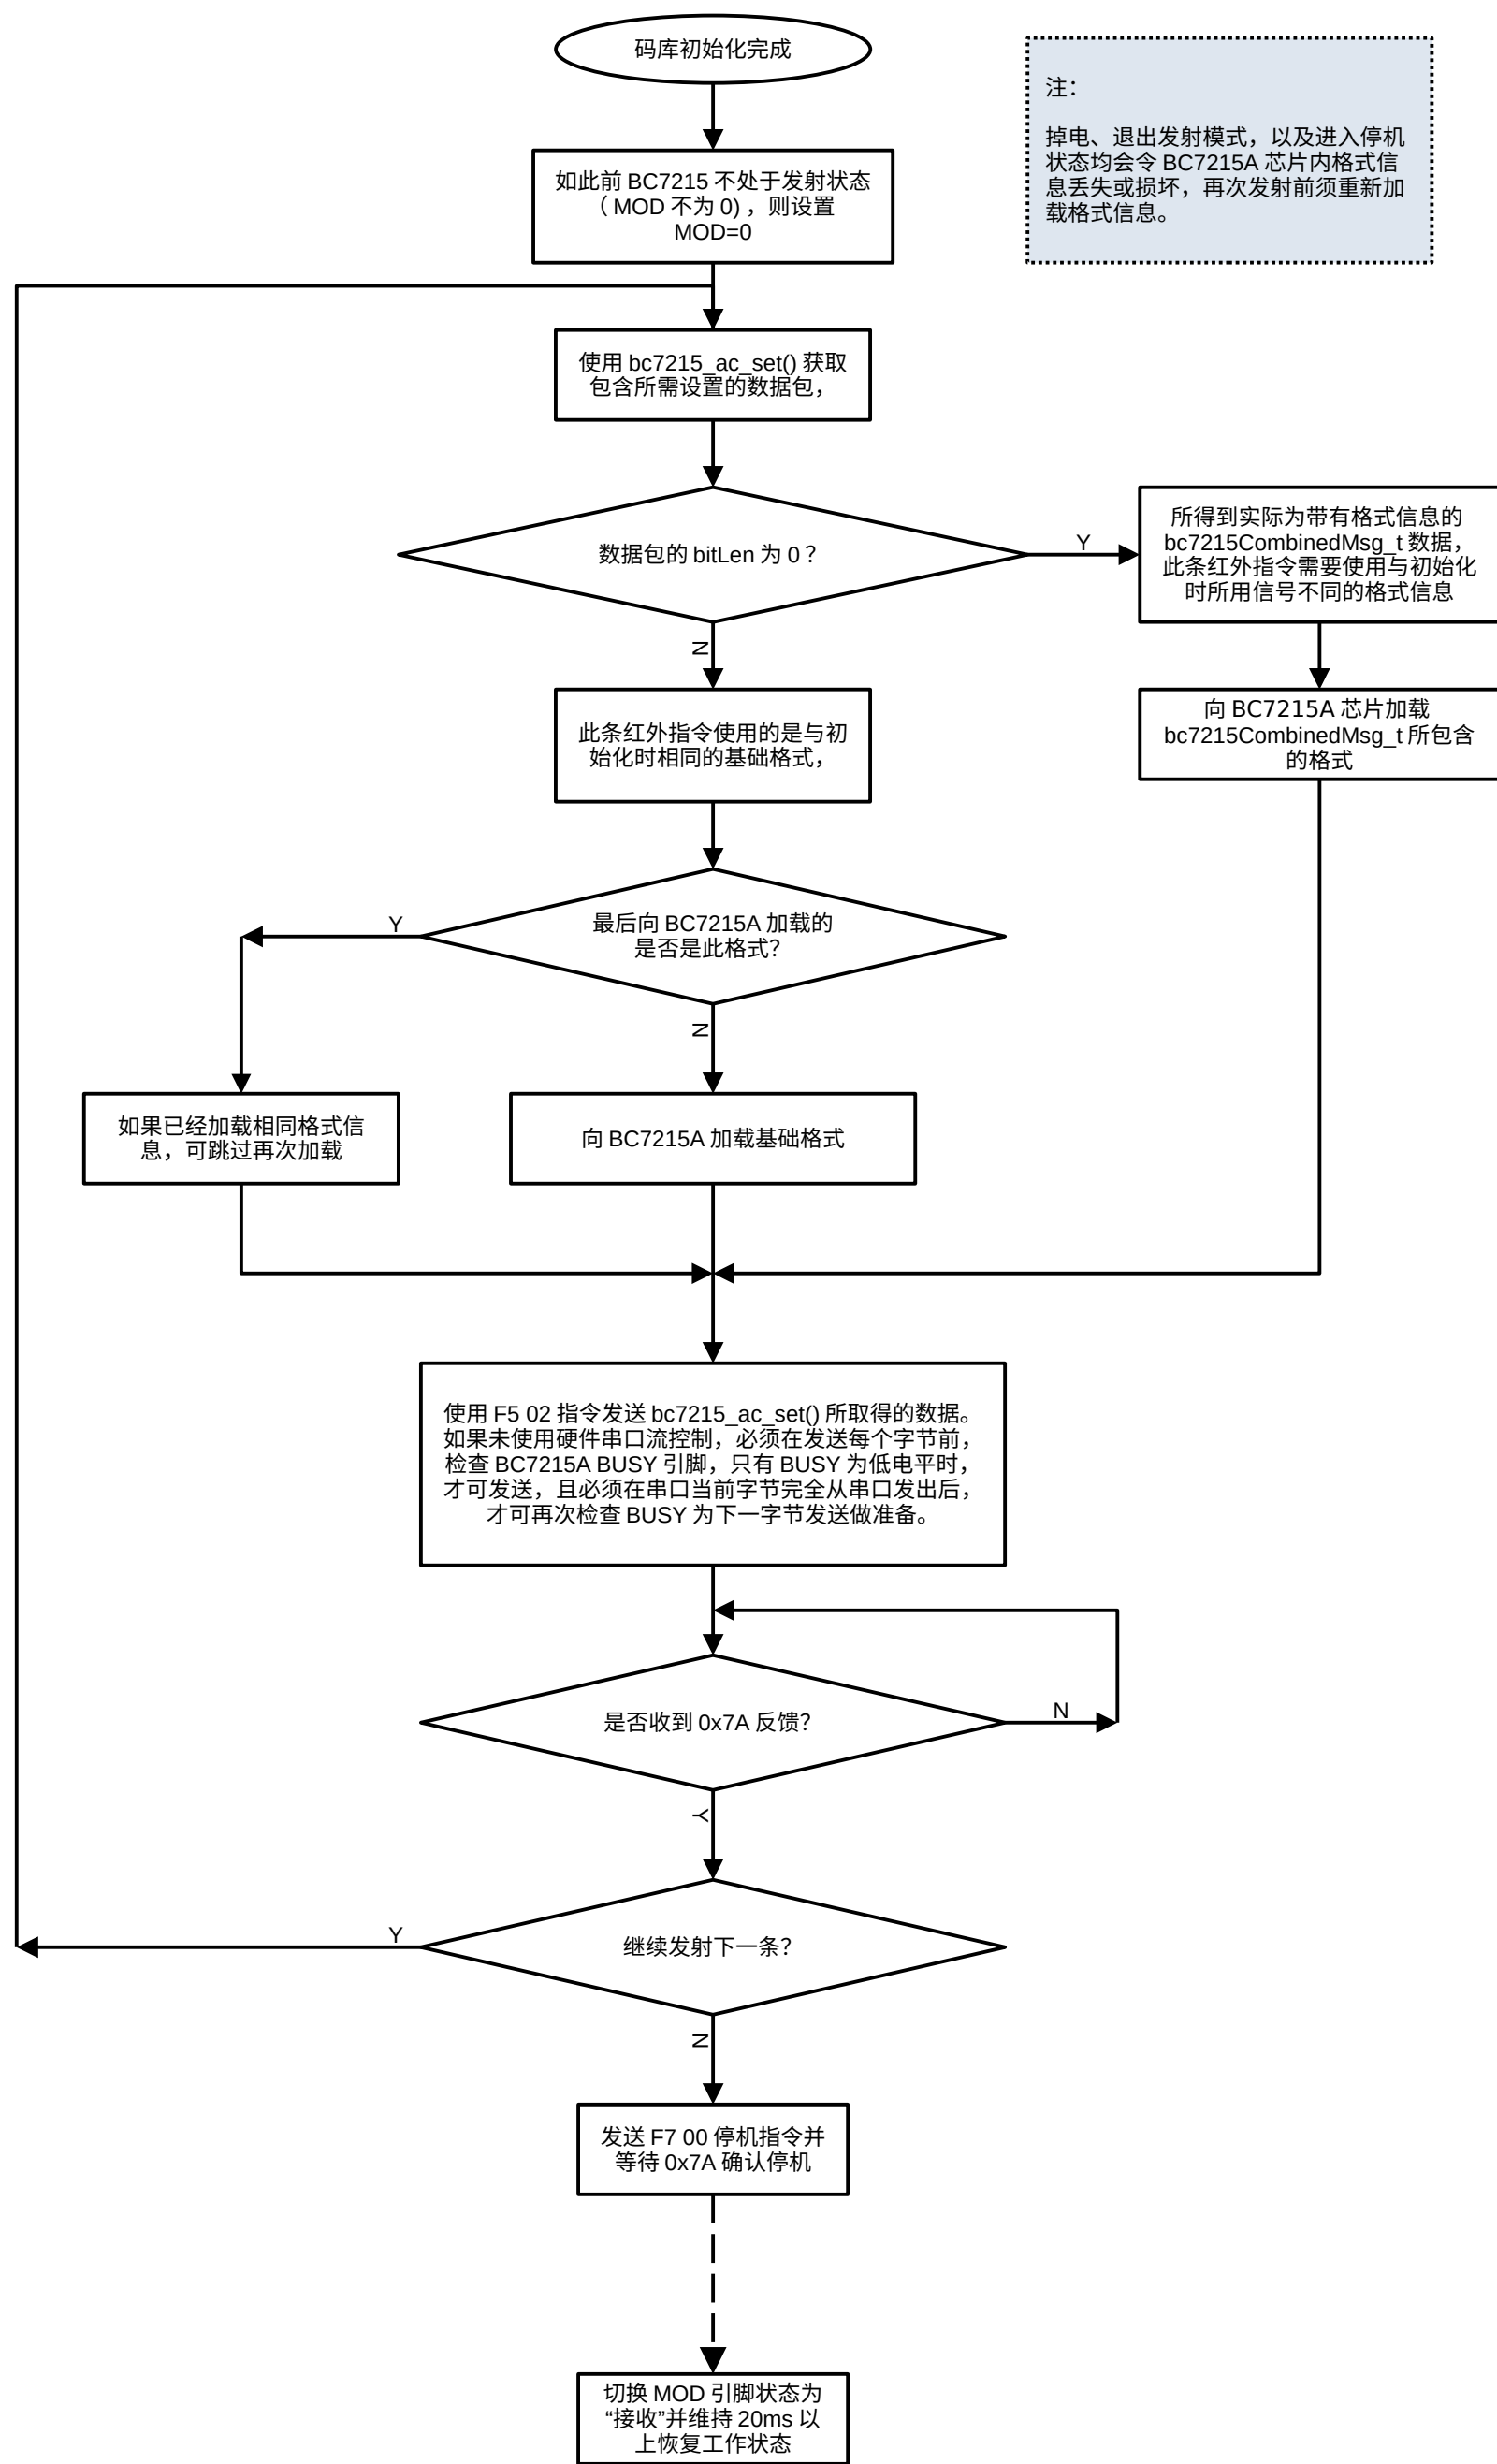 码库初始化完成
注：
掉电、退出发射模式，以及进入停机
状态均会令 BC7215A 芯片内格式信
息丢失或损坏，再次发射前须重新加
载格式信息。
如此前 BC7215 不处于发射状态
（ MOD 不为 0)，则设置
MOD=0
使用 bc7215_ac_set() 获取
包含所需设置的数据包，
数据包的 bitLen 为 0？
Y
所得到实际为带有格式信息的
bc7215CombinedMsg_t 数据，
此条红外指令需要使用与初始化
时所用信号不同的格式信息
N
此条红外指令使用的是与初
始化时相同的基础格式，
向 BC7215A 芯片加载
bc7215CombinedMsg_t 所包含
的格式
最后向 BC7215A 加载的
是否是此格式？
Y
N
如果已经加载相同格式信
息，可跳过再次加载
向 BC7215A 加载基础格式
使用 F5 02 指令发送 bc7215_ac_set() 所取得的数据。
如果未使用硬件串口流控制，必须在发送每个字节前，
检查 BC7215A BUSY 引脚，只有 BUSY 为低电平时，
才可发送，且必须在串口当前字节完全从串口发出后，
才可再次检查 BUSY 为下一字节发送做准备。
是否收到 0x7A 反馈？
N
Y
继续发射下一条？
Y
N
发送 F7 00 停机指令并
等待 0x7A 确认停机
切换 MOD 引脚状态为
“接收”并维持 20ms 以
上恢复工作状态